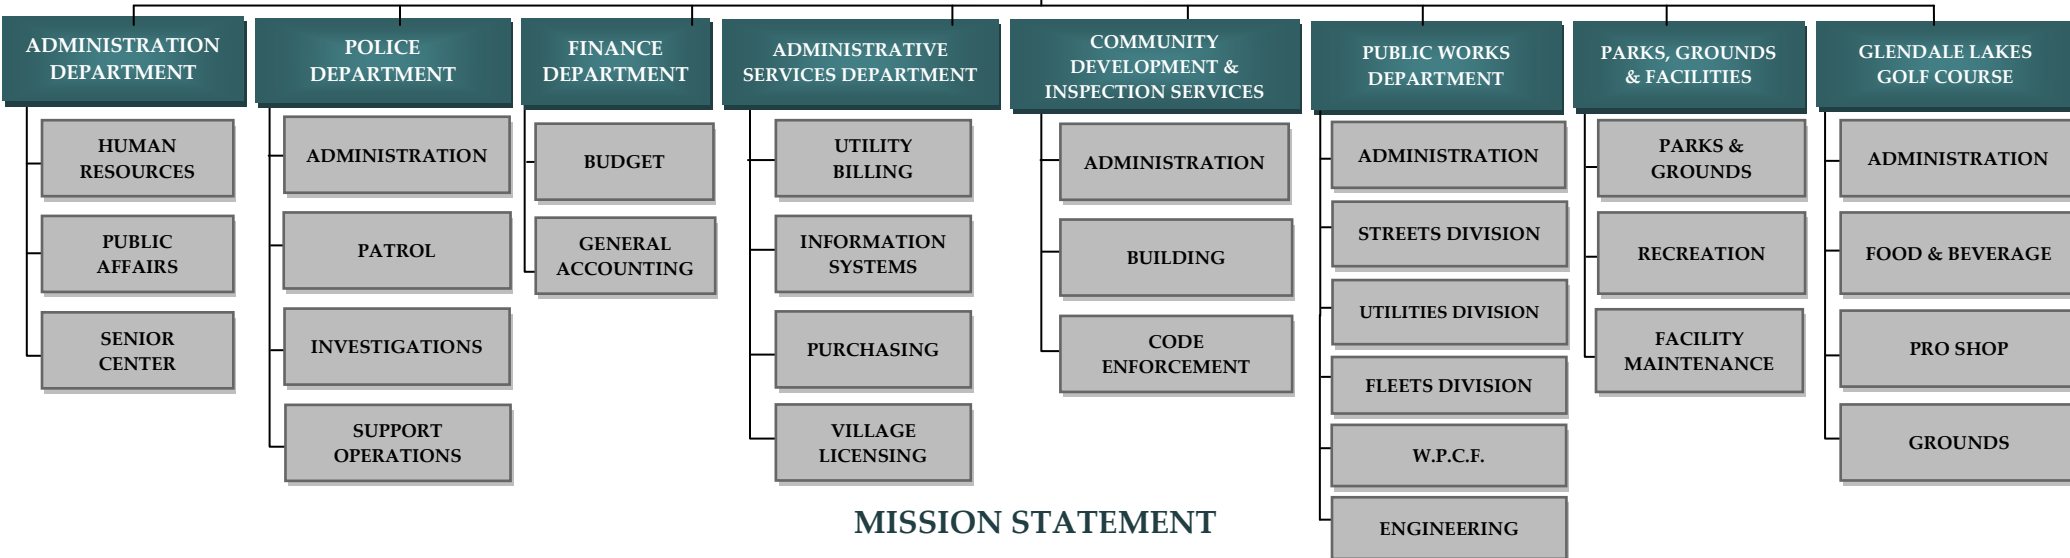 ADMINISTRATION
DEPARTMENT
HUMAN
RESOURCES
PUBLIC
AFFAIRS
SENIOR
CENTER
POLICE
DEPARTMENT
ADMINISTRATION
PATROL
INVESTIGATIONS
SUPPORT
OPERATIONS
FINANCE
DEPARTMENT
BUDGET
GENERAL
ACCOUNTING
ADMINISTRATIVE
SERVICES DEPARTMENT
UTILITY
BILLING
INFORMATION
SYSTEMS
PURCHASING
VILLAGE
LICENSING
COMMUNITY
DEVELOPMENT &
INSPECTION SERVICES
ADMINISTRATION
BUILDING
CODE
ENFORCEMENT
PUBLIC WORKS
DEPARTMENT
ADMINISTRATION
STREETS DIVISION
UTILITIES DIVISION
FLEETS DIVISION
W.P.C.F.
ENGINEERING
PARKS, GROUNDS
& FACILITIES
PARKS &
GROUNDS
RECREATION
FACILITY
MAINTENANCE
GLENDALE LAKES
GOLF COURSE
ADMINISTRATION
FOOD & BEVERAGE
PRO SHOP
GROUNDS
MISSION STATEMENT